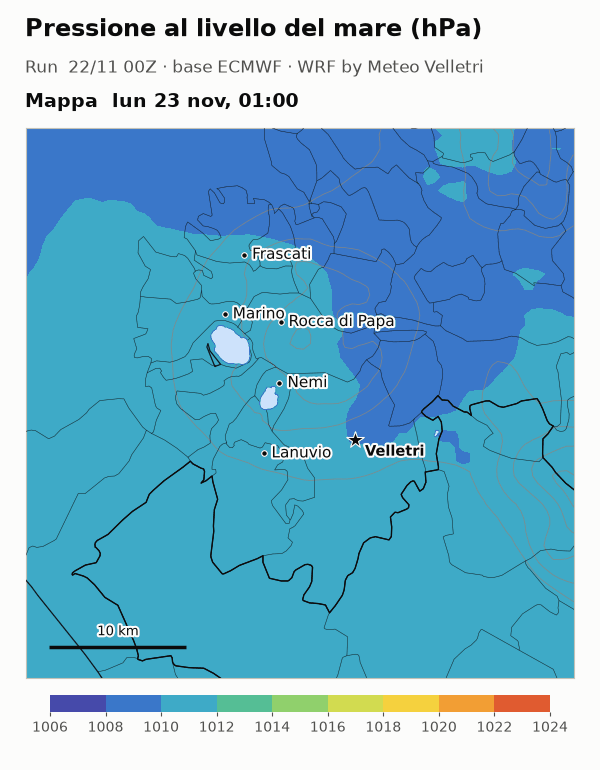 Pressione al livello del mare (hPa)
Run  22/11 00Z · base ECMWF · WRF by Meteo Velletri
Mappa  lun 23 nov, 01:00
Frascati
Marino
Rocca di Papa
Nemi
Velletri
Lanuvio
10 km
1006 1008 1010 1012 1014 1016 1018 1020 1022 1024